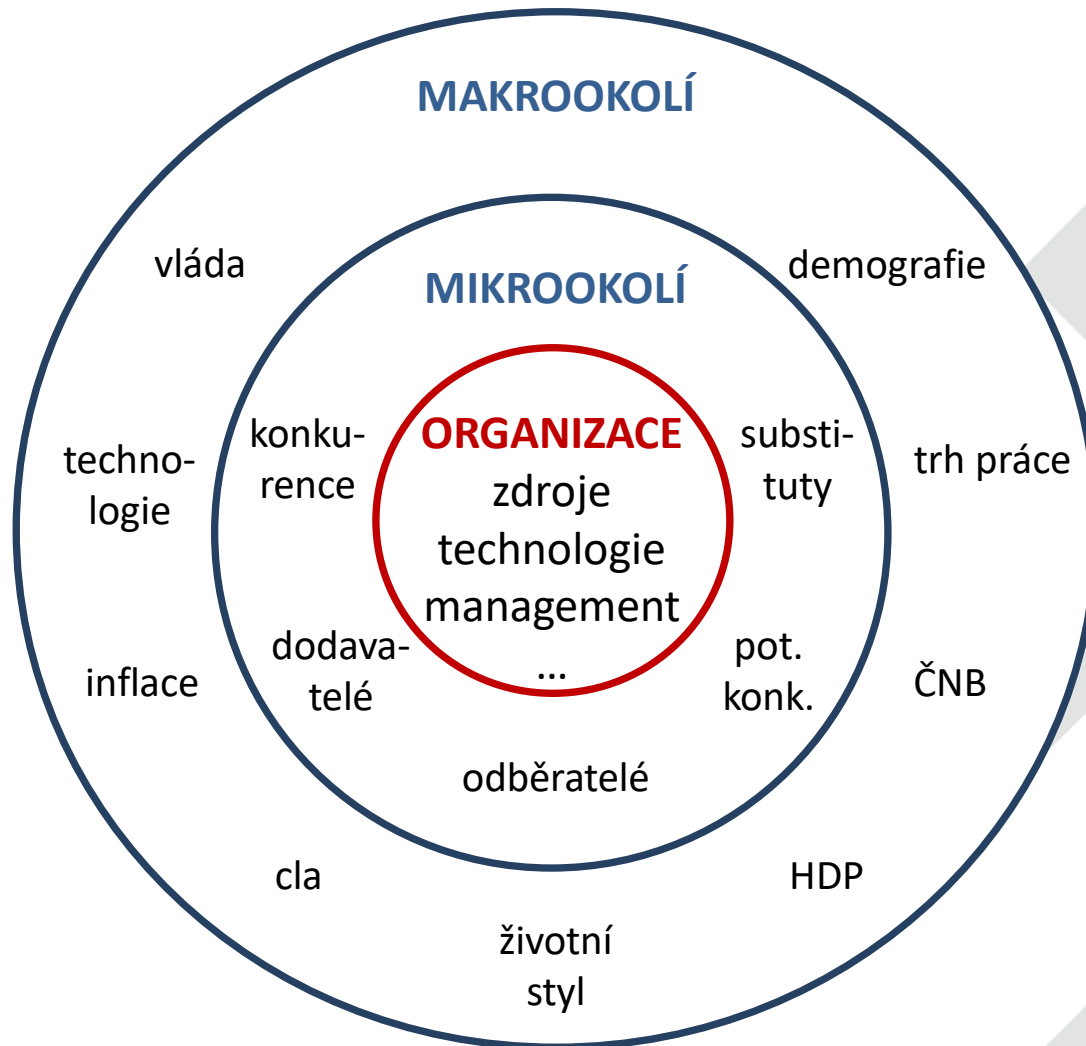 MAKROOKOLÍ
vláda
demografie
MIKROOKOLÍ
techno-
logie
konku-
rence
ORGANIZACE
zdroje
technologie
management
...
substi-
tuty
trh práce
inflace
dodava-
telé
pot.
konk.
ČNB
odběratelé
cla
HDP
životní
styl